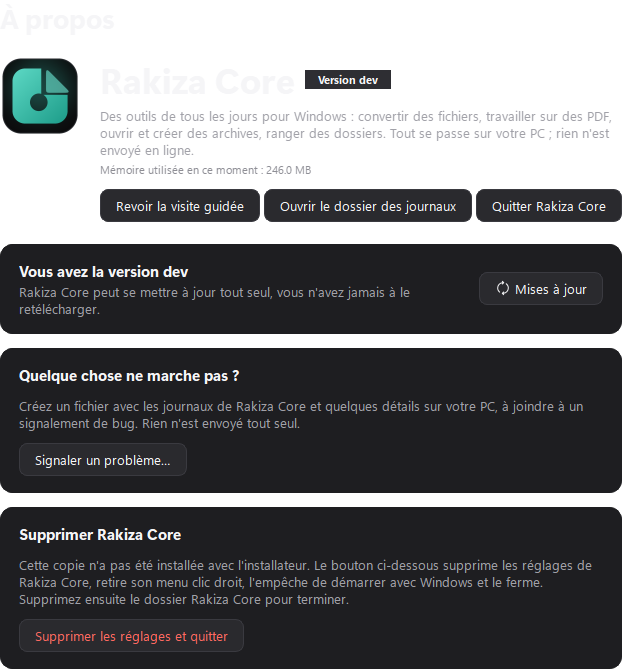 À propos
Rakiza Core
Version dev
Des outils de tous les jours pour Windows : convertir des fichiers, travailler sur des PDF,
ouvrir et créer des archives, ranger des dossiers. Tout se passe sur votre PC ; rien n'est
envoyé en ligne.
Mémoire utilisée en ce moment : 246.0 MB
Revoir la visite guidée
Ouvrir le dossier des journaux
Quitter Rakiza Core
Vous avez la version dev
Rakiza Core peut se mettre à jour tout seul, vous n'avez jamais à le
retélécharger.
Mises à jour
Quelque chose ne marche pas ?
Créez un fichier avec les journaux de Rakiza Core et quelques détails sur votre PC, à joindre à un
signalement de bug. Rien n'est envoyé tout seul.
Signaler un problème...
Supprimer Rakiza Core
Cette copie n'a pas été installée avec l'installateur. Le bouton ci-dessous supprime les réglages de
Rakiza Core, retire son menu clic droit, l'empêche de démarrer avec Windows et le ferme.
Supprimez ensuite le dossier Rakiza Core pour terminer.
Supprimer les réglages et quitter